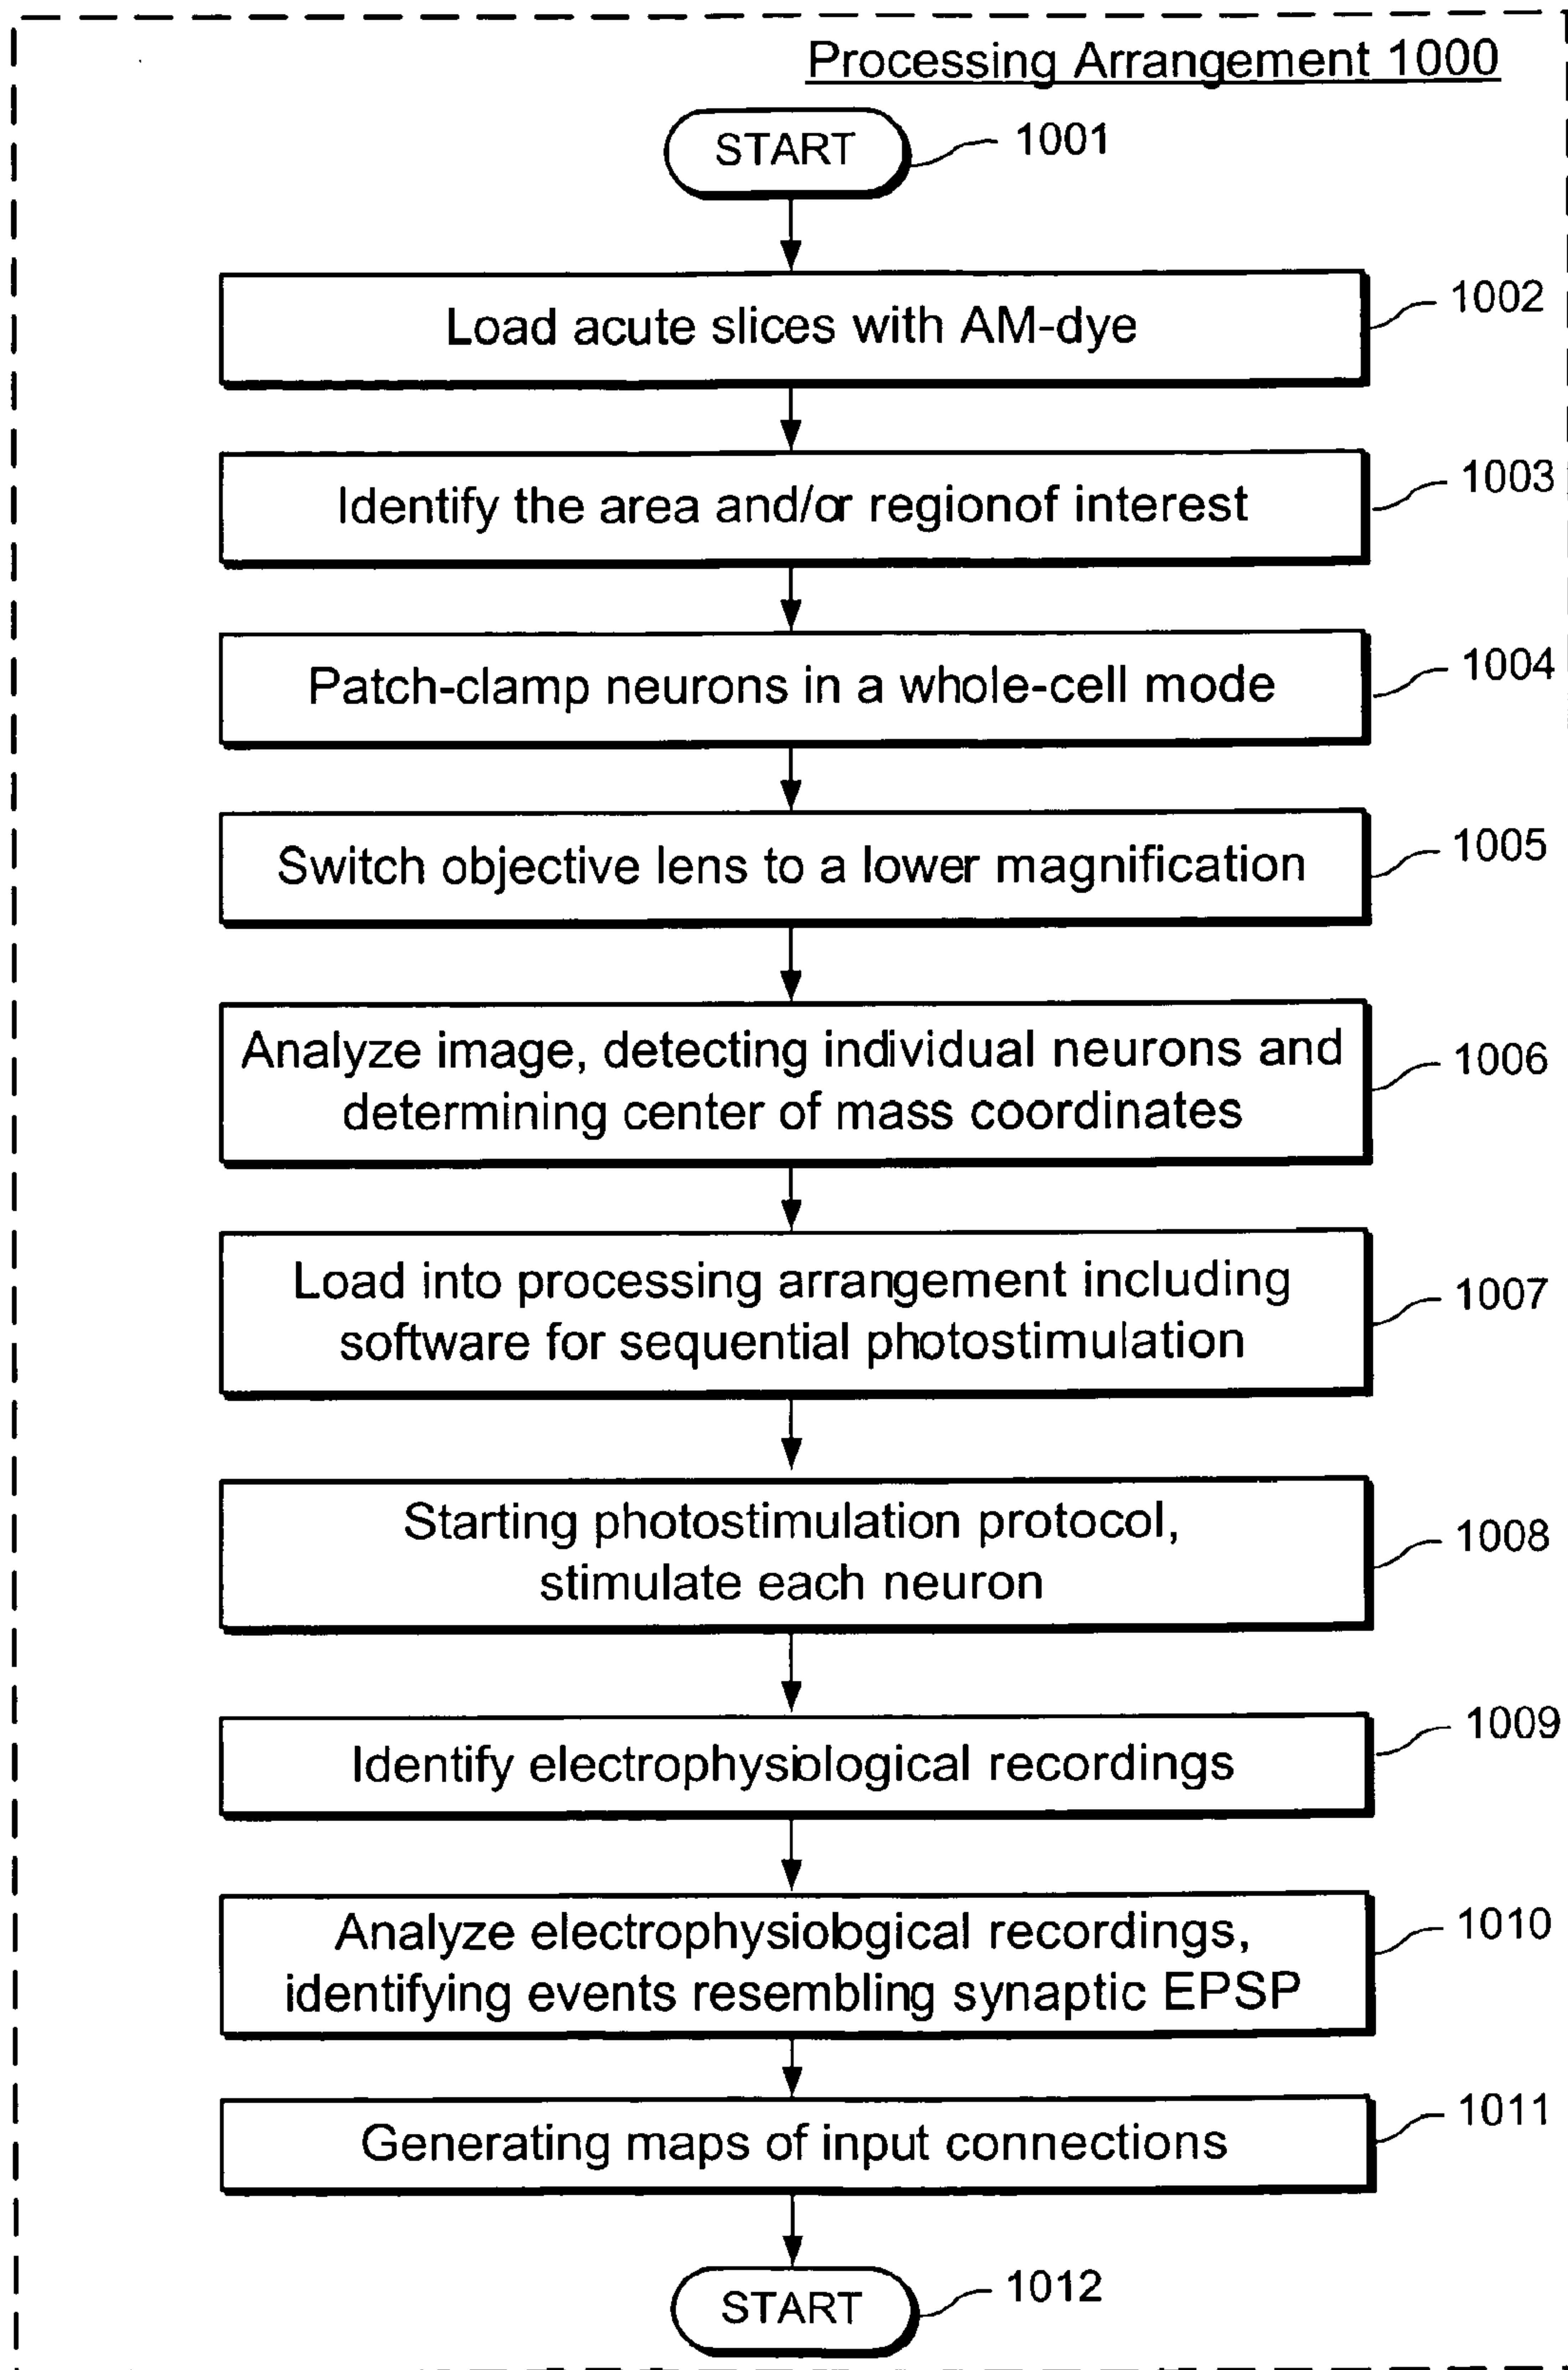 Processing Arrangement 1000
START
1001
Load acute slices with AM-dye
1002
Identify the area and/or regionof interest
1003
Patch-clamp neurons in a whole-cell mode
1004
Switch objective lens to a lower magnification
1005
Analyze image, detecting individual neurons and
determining center of mass coordinates
1006
Load into processing arrangement including
software for sequential photostimulation
1007
Starting photostimulation protocol,
stimulate each neuron
1008
Identify electrophysiological recordings
1009
Analyze electrophysiological recordings,
identifying events resembling synaptic EPSP
1010
Generating maps of input connections
1011
START
1012